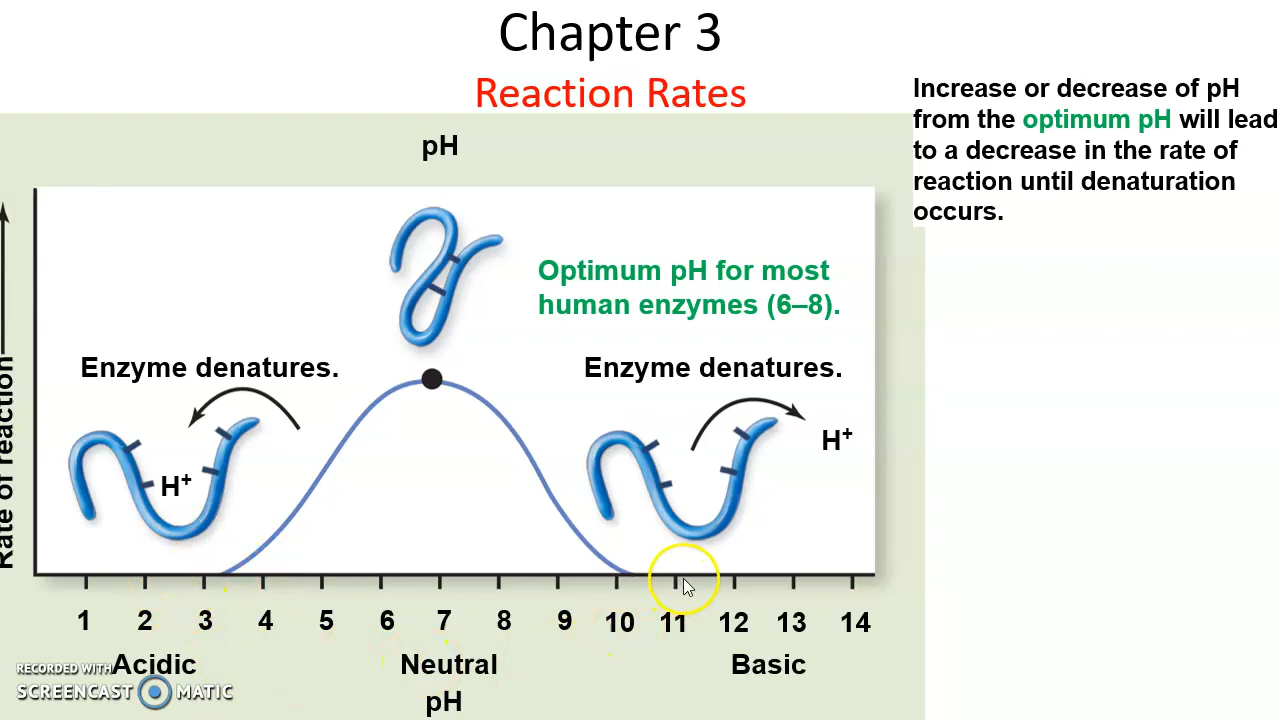 Chapter 3
Reaction Rates
Increase or decrease of pH
from the optimum pH will lead
to a decrease in the rate of
reaction until denaturation
occurs.
pH
Optimum pH for most
human enzymes (6–8).
Enzyme denatures.
Enzyme denatures.
H+
H+
Rate of reaction
1 2 3 4 5 6 7 8 9 10 11 12 13 14
Acidic Neutral Basic
pH
RECORDED WITH
SCREENCAST MATIC